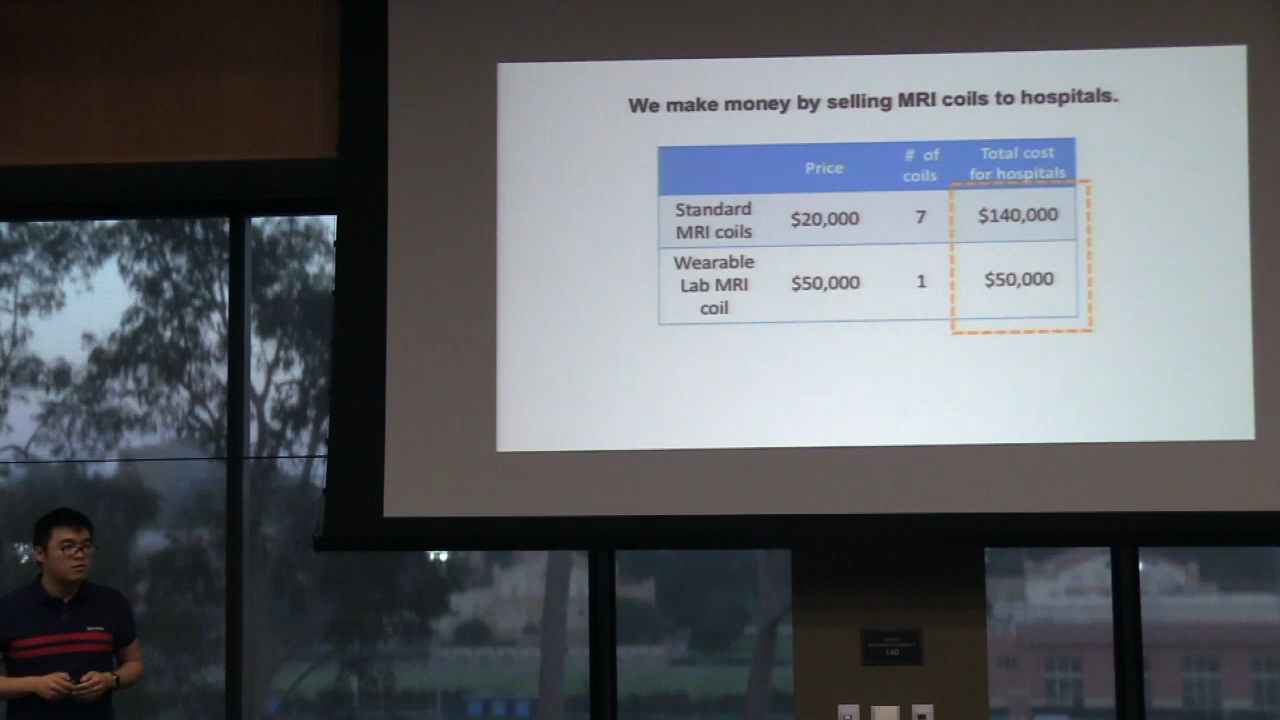 We make money by selling MRI coils to hospitals.
Price
# of
coils
Total cost
for hospitals
Standard
MRI coils
$20,000
7
$140,000
Wearable
Lab MRI
coil
$50,000
1
$50,000
140